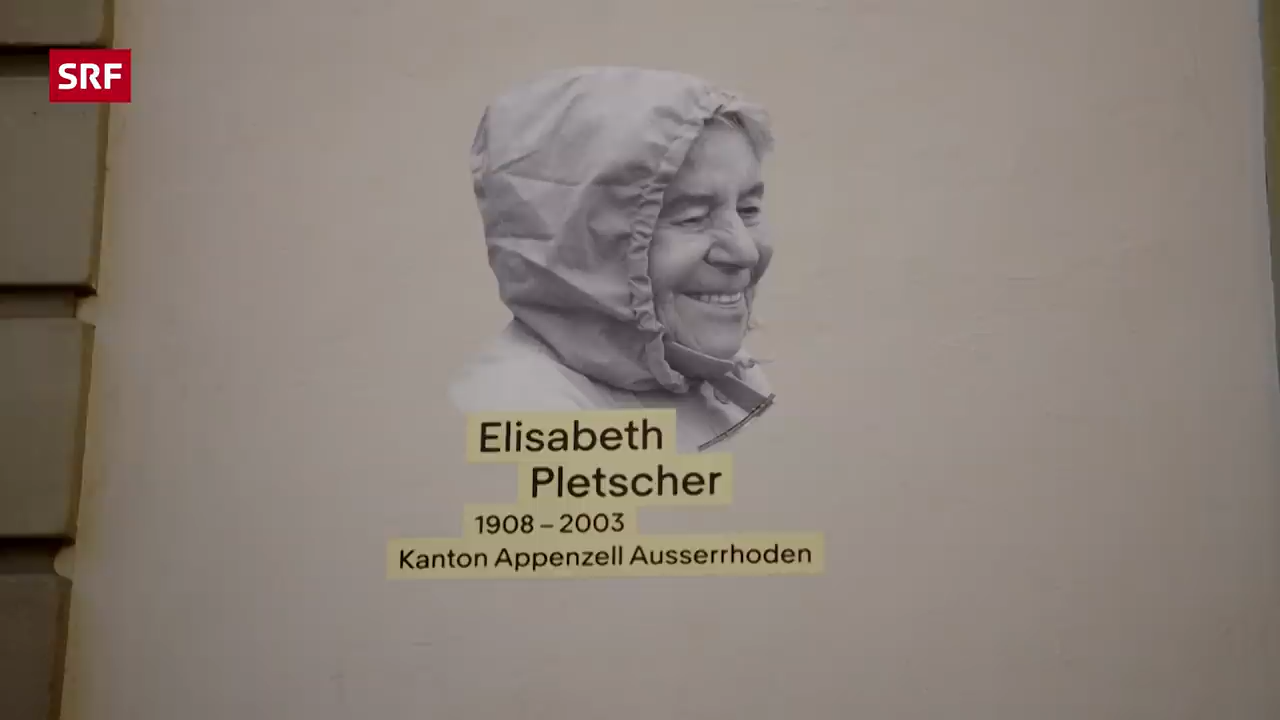 SRF
Elisabeth
Pletscher
1908 – 2003
Kanton Appenzell Ausserrhoden